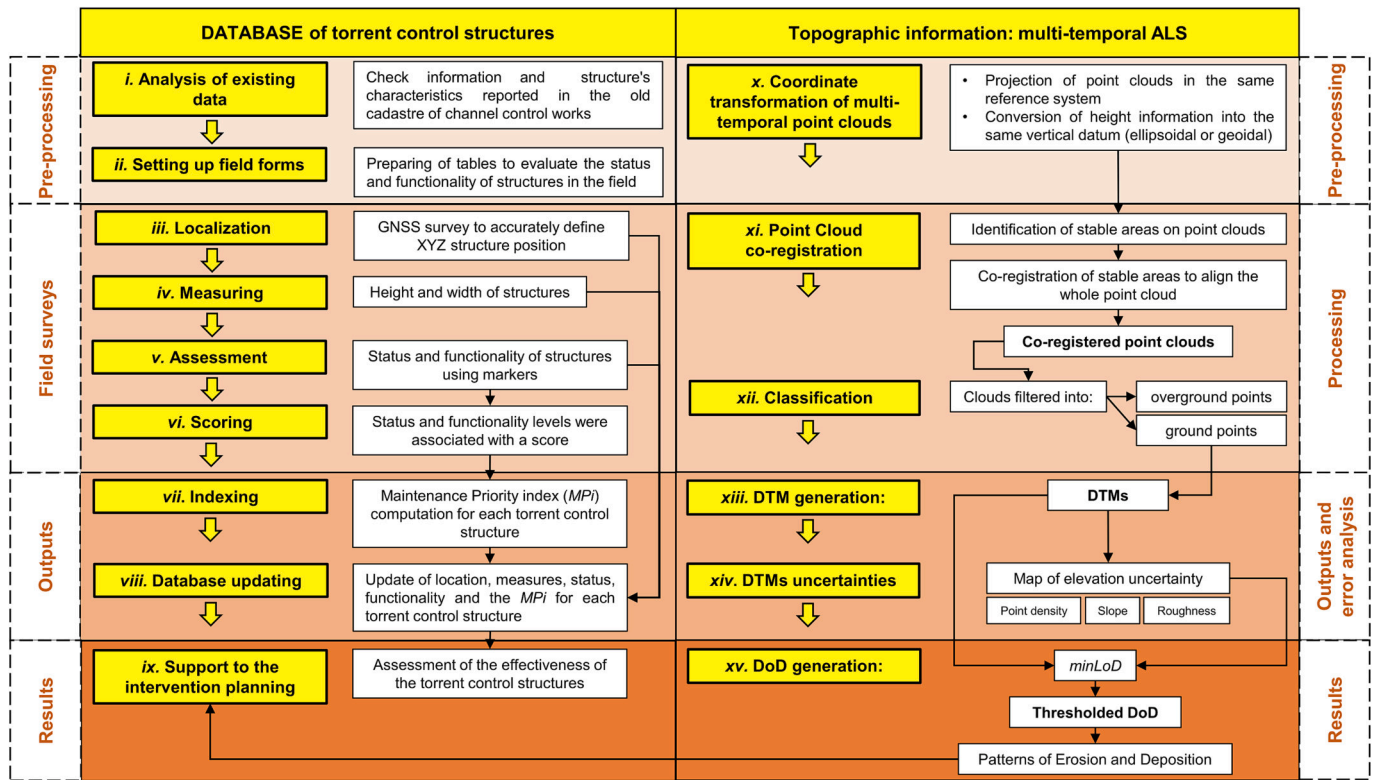 DATABASE of torrent control structures
Topographic information: multi-temporal ALS
Pre-processing
i. Analysis of existing
data
Check information and structure's
characteristics reported in the old
cadastre of channel control works
ii. Setting up field forms
Preparing of tables to evaluate the status
and functionality of structures in the field
x. Coordinate
transformation of multi-
temporal point clouds
• Projection of point clouds in the same
reference system
• Conversion of height information into
the same vertical datum (ellipsoidal or geoidal)
Pre-processing
Field surveys
iii. Localization
GNSS survey to accurately define
XYZ structure position
iv. Measuring
Height and width of structures
v. Assessment
Status and functionality of structures
using markers
vi. Scoring
Status and functionality levels were
associated with a score
xi. Point Cloud
co-registration
Identification of stable areas on point clouds
Co-registration of stable areas to align the
whole point cloud
Co-registered point clouds
xii. Classification
Clouds filtered into:
overground points
ground points
Processing
Outputs
vii. Indexing
Maintenance Priority index (MPi)
computation for each torrent control
structure
viii. Database updating
Update of location, measures, status,
functionality and the MPi for each
torrent control structure
xiii. DTM generation:
DTMs
xiv. DTMs uncertainties
Map of elevation uncertainty
Point density
Slope
Roughness
Outputs and
error analysis
Results
ix. Support to the
intervention planning
Assessment of the effectiveness of
the torrent control structures
xv. DoD generation:
minLoD
Thresholded DoD
Patterns of Erosion and Deposition
Results